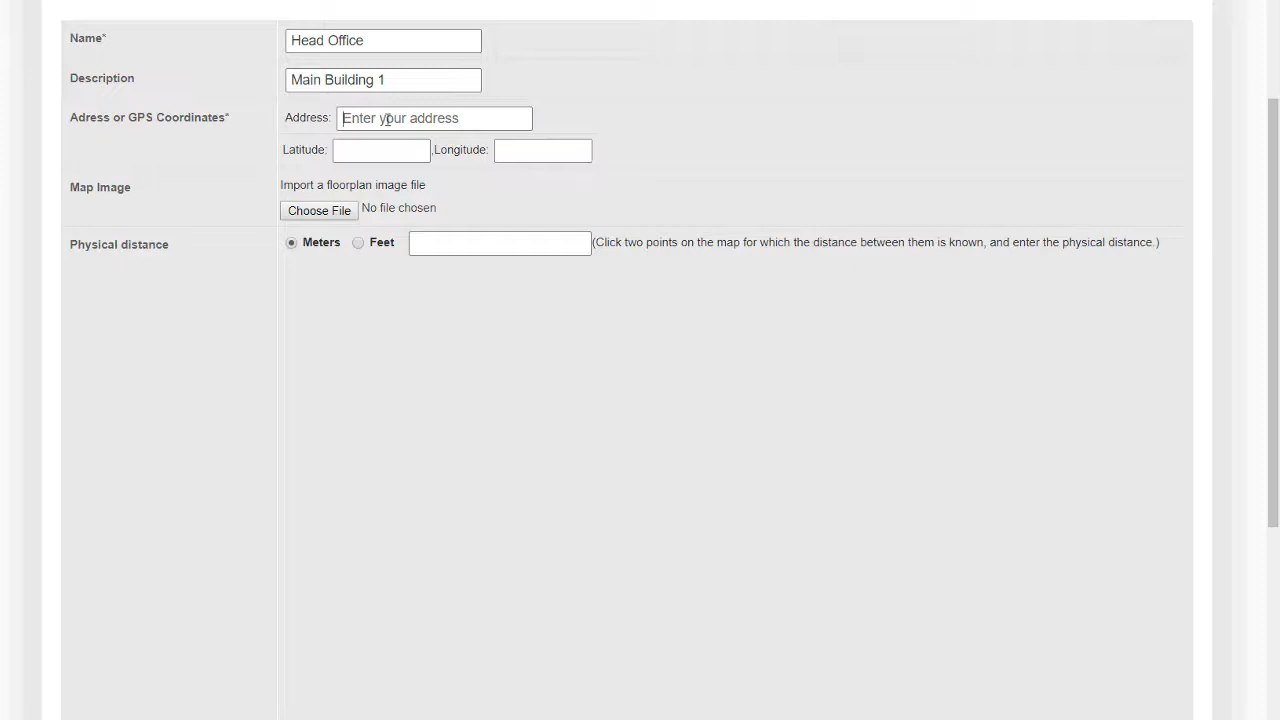 Name* Head Office
Description Main Building 1
Adress or GPS Coordinates* Address: Enter your address
Latitude: ,Longitude:
Map Image Import a floorplan image file
Choose File No file chosen
Physical distance Meters Feet (Click two points on the map for which the distance between them is known, and enter the physical distance.)